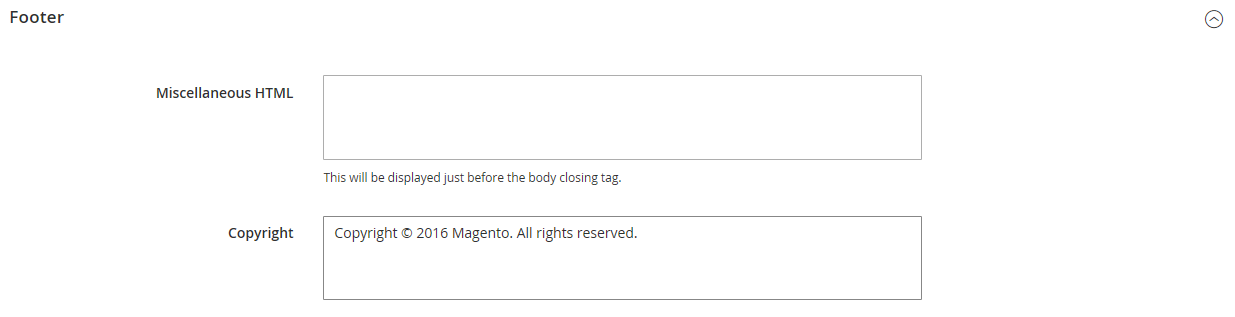 Footer
Miscellaneous HTML
This will be displayed just before the body closing tag.
Copyright
Copyright © 2016 Magento. All rights reserved.